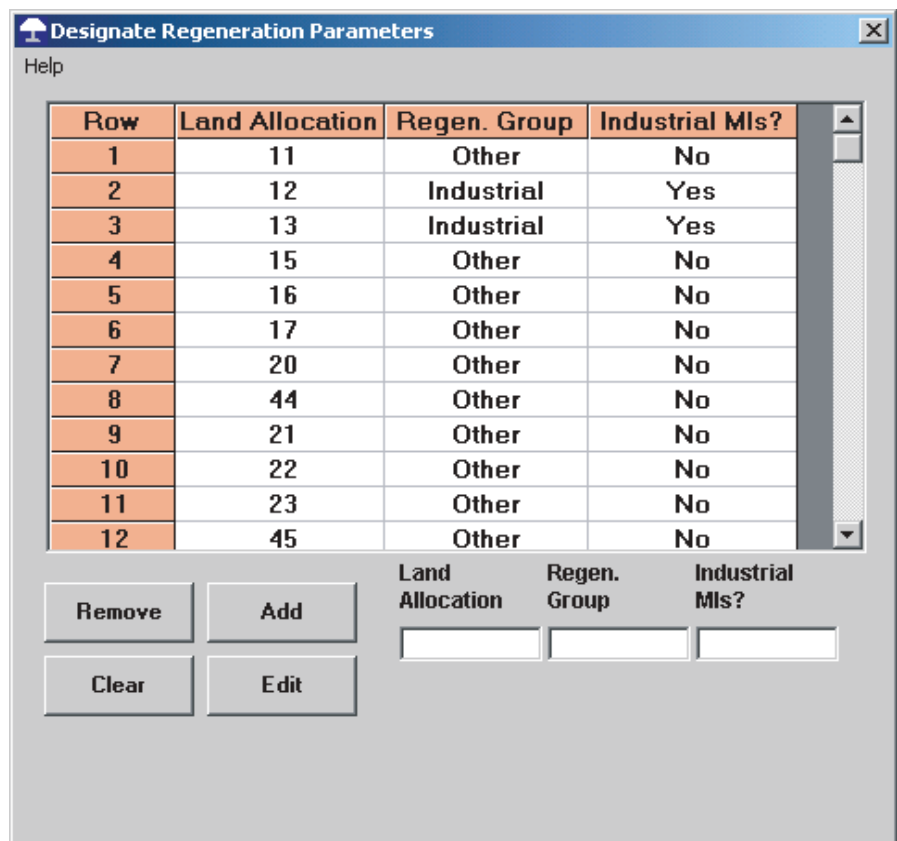 Designate Regeneration Parameters
Help
Row Land Allocation Regen. Group Industrial MIs?
1 11 Other No
2 12 Industrial Yes
3 13 Industrial Yes
4 15 Other No
5 16 Other No
6 17 Other No
7 20 Other No
8 44 Other No
9 21 Other No
10 22 Other No
11 23 Other No
12 45 Other No
Remove Add
Clear Edit
Land Allocation
Regen. Group
Industrial MIs?